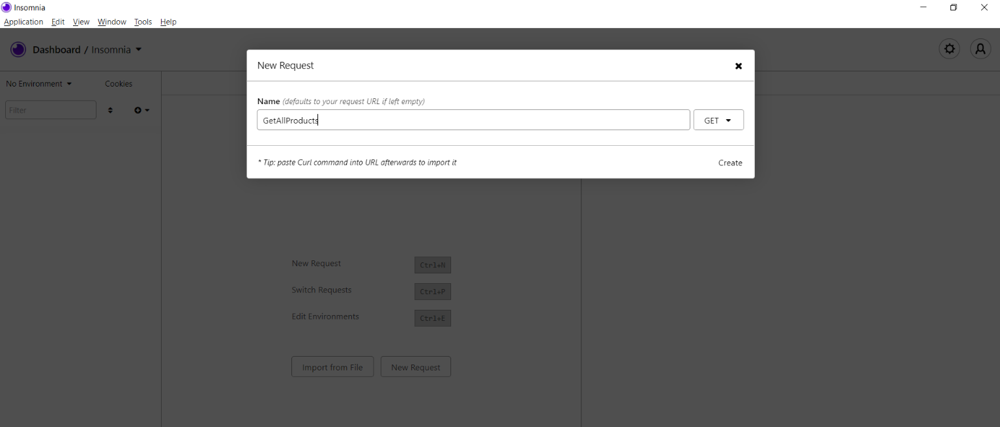 Insomnia
Application Edit View Window Tools Help
Dashboard / Insomnia
New Request
No Environment Cookies
Name (defaults to your request URL if left empty)
Filter
GetAllProducts GET
* Tip: paste Curl command into URL afterwards to import it Create
New Request Ctrl+N
Switch Requests Ctrl+P
Edit Environments Ctrl+E
Import from File New Request